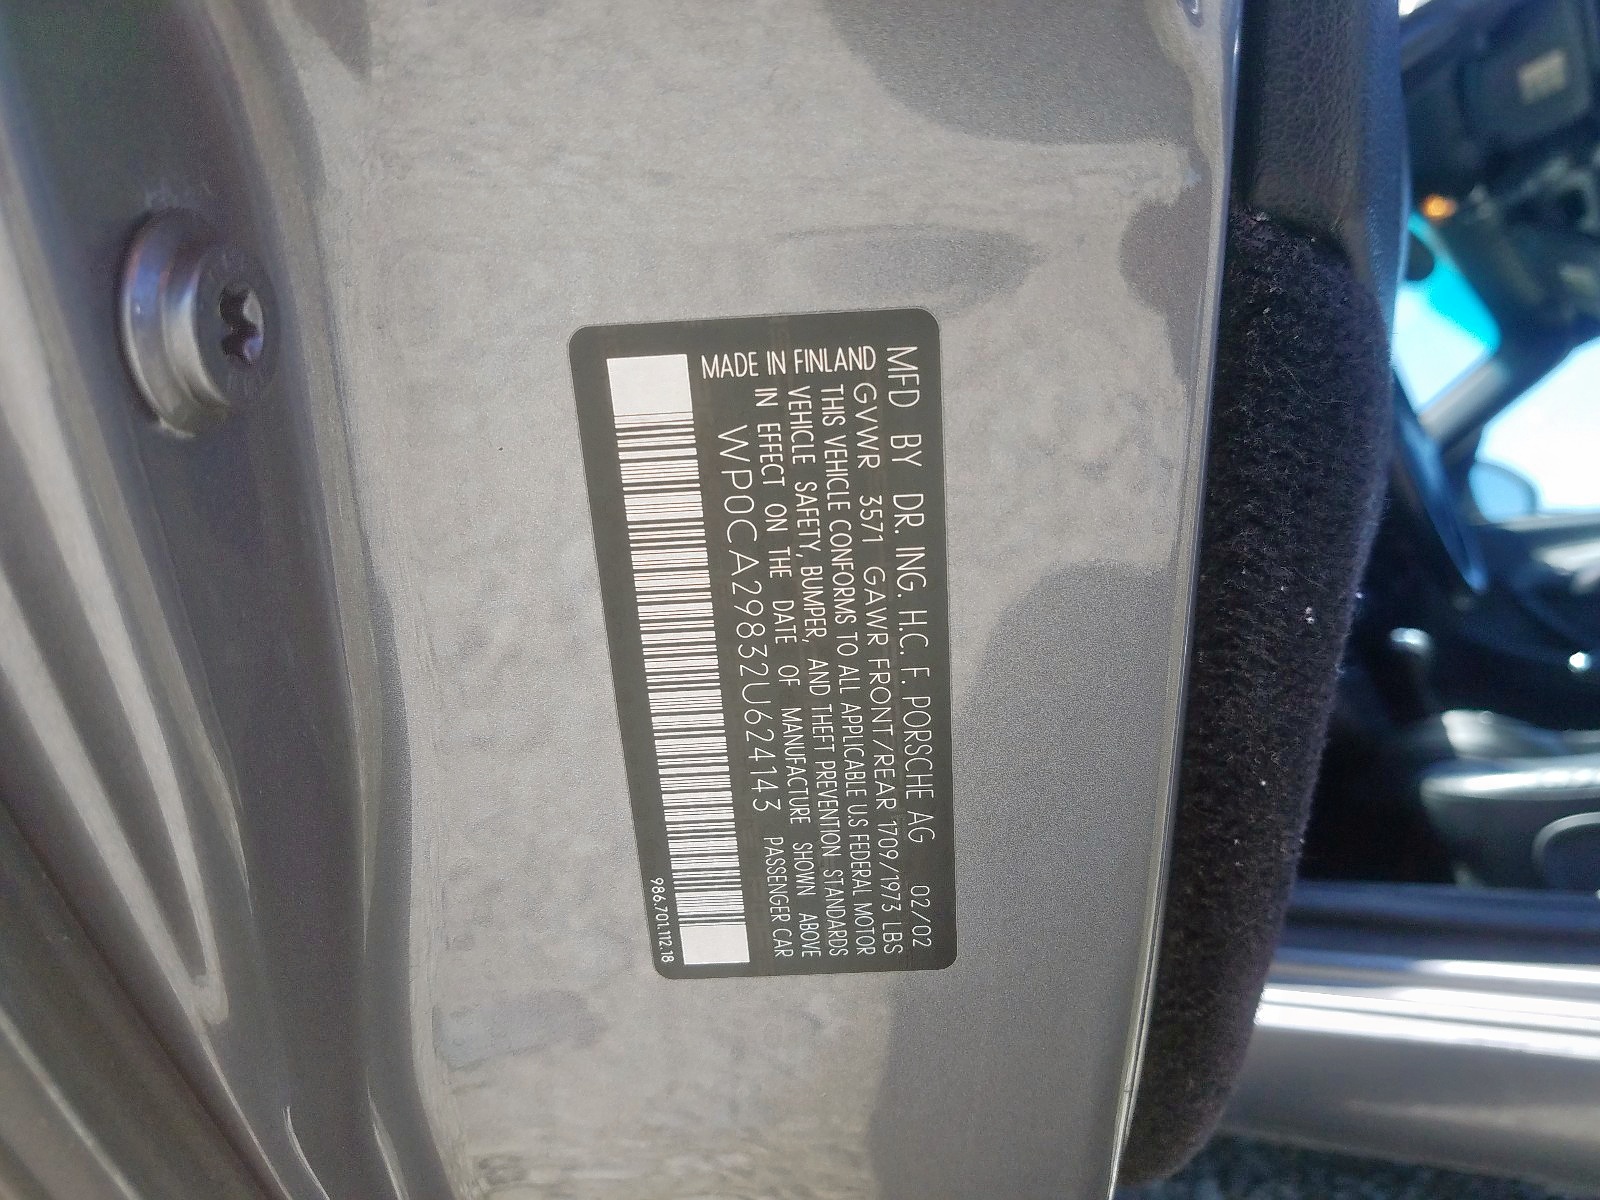 MFD BY DR. ING. H.C. F. PORSCHE AG 02/02
GVWR 3571 GAWR FRONT/REAR 1709/1973 LBS
THIS VEHICLE CONFORMS TO ALL APPLICABLE U.S FEDERAL MOTOR
VEHICLE SAFETY, BUMPER, AND THEFT PREVENTION STANDARDS
IN EFFECT ON THE DATE OF MANUFACTURE SHOWN ABOVE
MADE IN FINLAND
WP0CA29832U624143 PASSENGER CAR
986.701.112.18